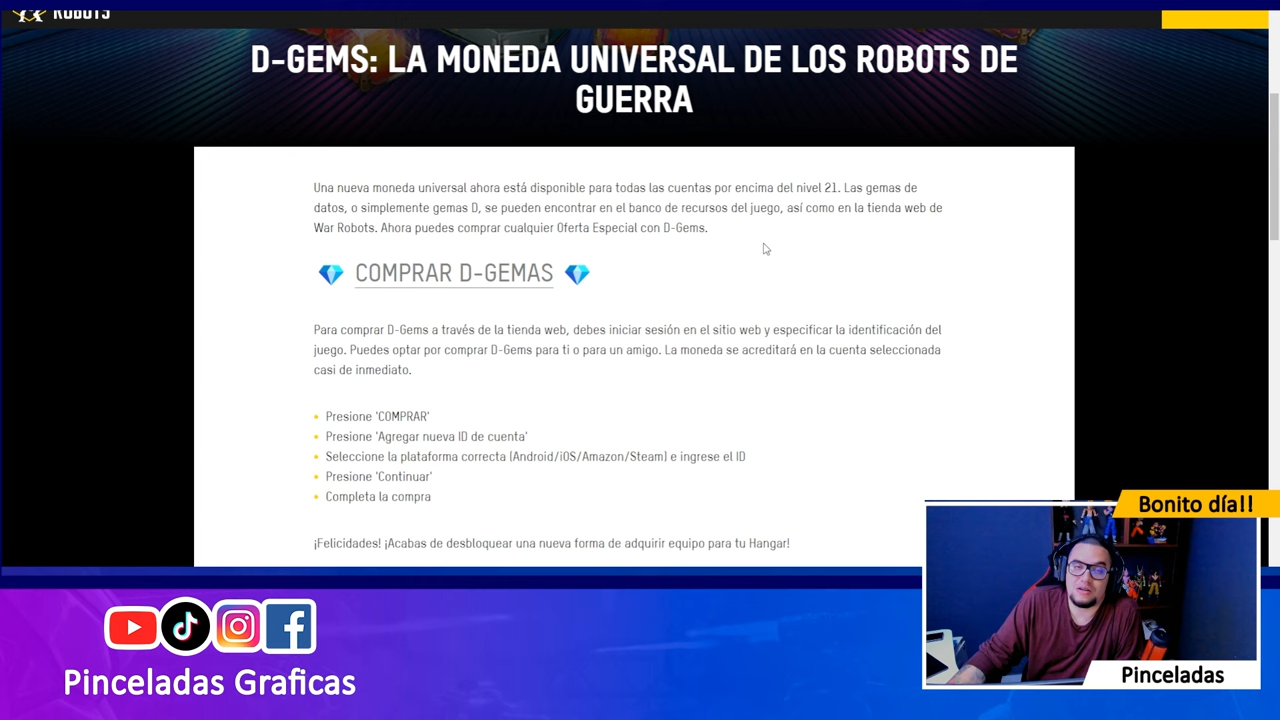 ROBOTS
D-GEMS: LA MONEDA UNIVERSAL DE LOS ROBOTS DE
GUERRA
Una nueva moneda universal ahora está disponible para todas las cuentas por encima del nivel 21. Las gemas de
datos, o simplemente gemas D, se pueden encontrar en el banco de recursos del juego, así como en la tienda web de
War Robots. Ahora puedes comprar cualquier Oferta Especial con D-Gems.
COMPRAR D-GEMAS
Para comprar D-Gems a través de la tienda web, debes iniciar sesión en el sitio web y especificar la identificación del
juego. Puedes optar por comprar D-Gems para ti o para un amigo. La moneda se acreditará en la cuenta seleccionada
casi de inmediato.
Presione 'COMPRAR'
Presione 'Agregar nueva ID de cuenta'
Seleccione la plataforma correcta (Android/iOS/Amazon/Steam) e ingrese el ID
Presione 'Continuar'
Completa la compra
¡Felicidades! ¡Acabas de desbloquear una nueva forma de adquirir equipo para tu Hangar!
Bonito día!!
Pinceladas
Pinceladas Graficas